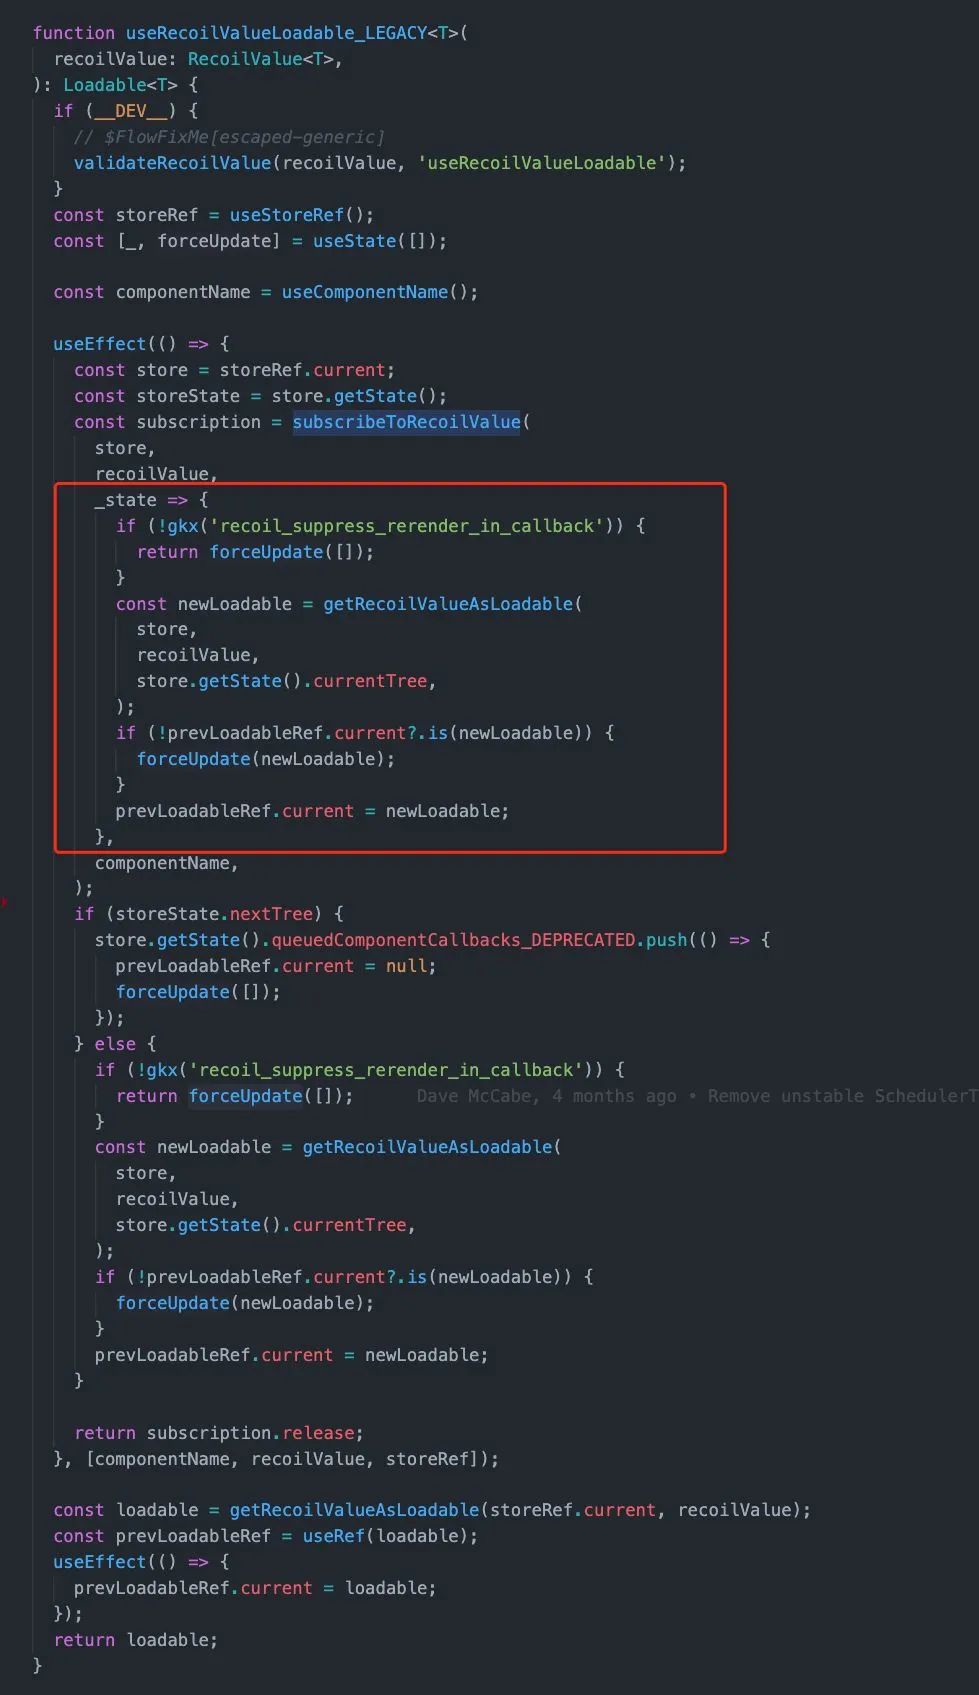 function useRecoilValueLoadable_LEGACY<T>(
  recoilValue: RecoilValue<T>,
): Loadable<T> {
  if (__DEV__) {
    // $FlowFixMe[escaped-generic]
    validateRecoilValue(recoilValue, 'useRecoilValueLoadable');
  }
  const storeRef = useStoreRef();
  const [_, forceUpdate] = useState([]);

  const componentName = useComponentName();

  useEffect(() => {
    const store = storeRef.current;
    const storeState = store.getState();
    const subscription = subscribeToRecoilValue(
      store,
      recoilValue,
      _state => {
        if (!gkx('recoil_suppress_rerender_in_callback')) {
          return forceUpdate([]);
        }
        const newLoadable = getRecoilValueAsLoadable(
          store,
          recoilValue,
          store.getState().currentTree,
        );
        if (!prevLoadableRef.current?.is(newLoadable)) {
          forceUpdate(newLoadable);
        }
        prevLoadableRef.current = newLoadable;
      },
      componentName,
    );
    if (storeState.nextTree) {
      store.getState().queuedComponentCallbacks_DEPRECATED.push(() => {
        prevLoadableRef.current = null;
        forceUpdate([]);
      });
    } else {
      if (!gkx('recoil_suppress_rerender_in_callback')) {
        return forceUpdate([]);      Dave McCabe, 4 months ago • Remove unstable SchedulerT
      }
      const newLoadable = getRecoilValueAsLoadable(
        store,
        recoilValue,
        store.getState().currentTree,
      );
      if (!prevLoadableRef.current?.is(newLoadable)) {
        forceUpdate(newLoadable);
      }
      prevLoadableRef.current = newLoadable;
    }

    return subscription.release;
  }, [componentName, recoilValue, storeRef]);

  const loadable = getRecoilValueAsLoadable(storeRef.current, recoilValue);
  const prevLoadableRef = useRef(loadable);
  useEffect(() => {
    prevLoadableRef.current = loadable;
  });
  return loadable;
}